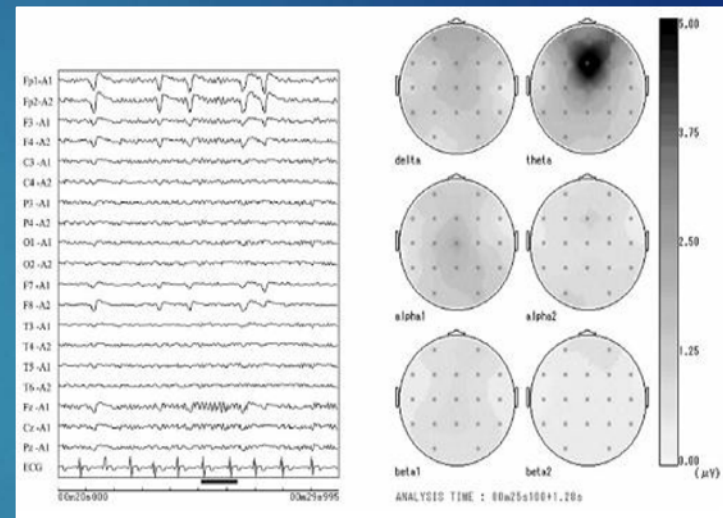 Fp1-A1
Fp2-A2
F3-A1
F4-A2
C3-A1
C4-A2
P3-A1
P4-A2
O1-A1
O2-A2
F7-A1
F8-A2
T3-A1
T4-A2
T5-A1
T6-A2
Fz-A1
Cz-A1
Pz-A1
ECG
00m20s000 00m29s995
delta theta
alpha1 alpha2
beta1 beta2
5.00
3.75
2.50
1.25
0.00
(μV)
ANALYSIS TIME : 00m25s100+1.28s